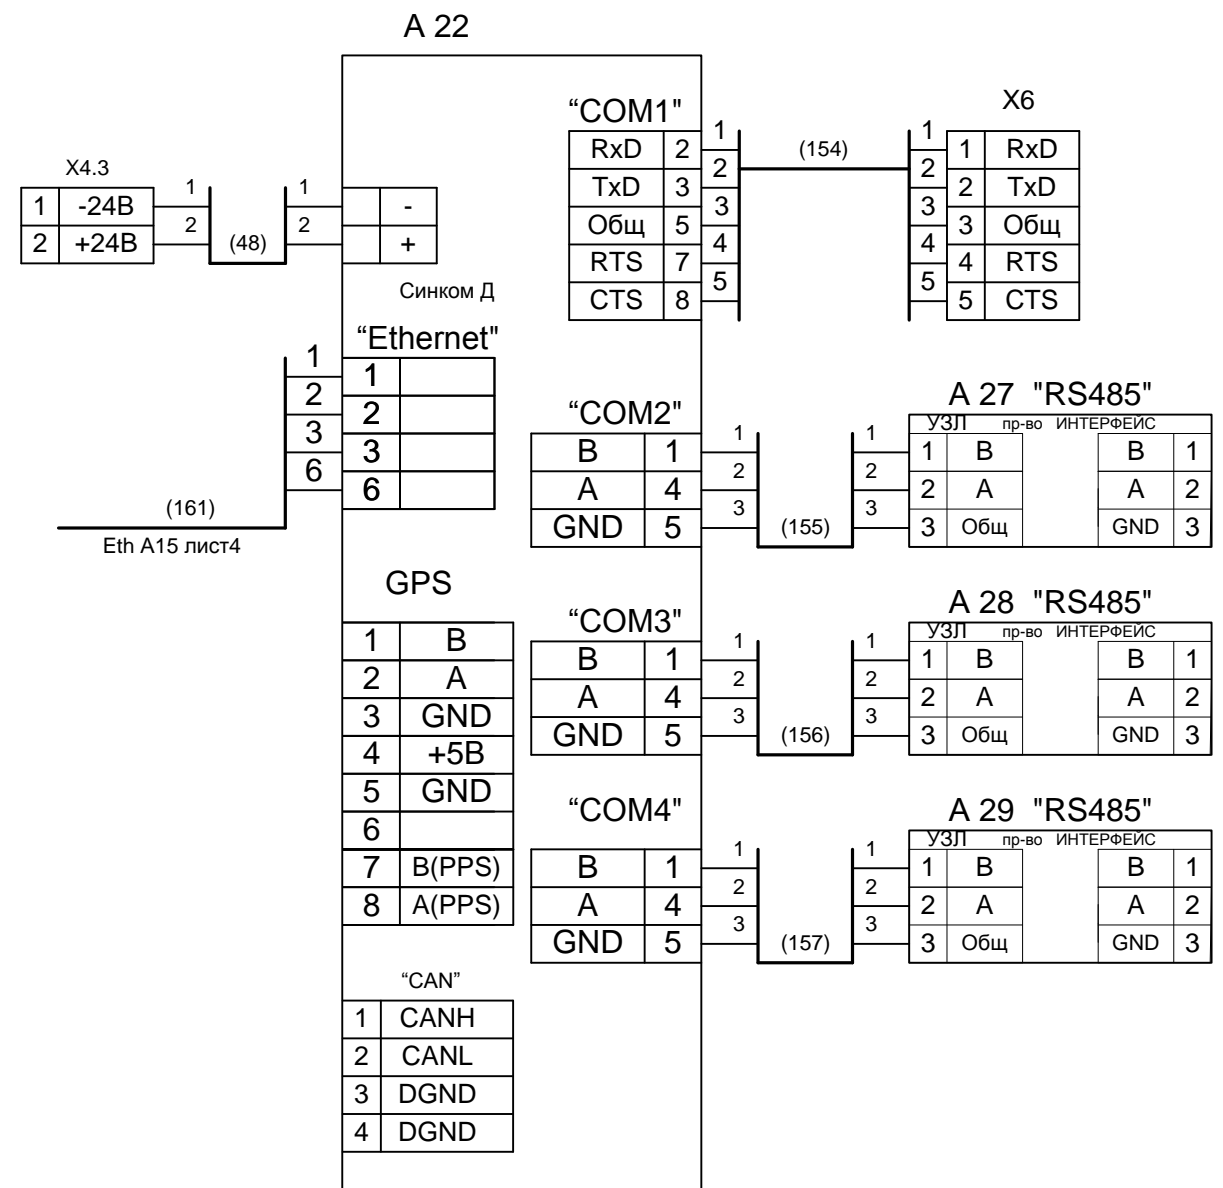 А 22
X4.3
1 2 1 2
1 -24В
2 +24В
(48)
-
+
Синком Д
“Ethernet"
1 1
2 2
3 3
6 6
(161)
Eth A15 лист4
GPS
1 B
2 A
3 GND
4 +5В
5 GND
6
7 B(PPS)
8 A(PPS)
“CAN”
1 CANH
2 CANL
3 DGND
4 DGND
“COM1"
RxD 2 1
TxD 3 2
Общ 5 3
RTS 7 4
CTS 8 5
(154)
X6
1 1 RxD
2 2 TxD
3 3 Общ
4 4 RTS
5 5 CTS
“COM2"
B 1 1
A 4 2
GND 5 3
(155)
А 27 "RS485"
УЗЛ пр-во ИНТЕРФЕЙС
1 1 B B 1
2 2 A A 2
3 3 Общ GND 3
“COM3"
B 1 1
A 4 2
GND 5 3
(156)
А 28 "RS485"
УЗЛ пр-во ИНТЕРФЕЙС
1 1 B B 1
2 2 A A 2
3 3 Общ GND 3
“COM4"
B 1 1
A 4 2
GND 5 3
(157)
А 29 "RS485"
УЗЛ пр-во ИНТЕРФЕЙС
1 1 B B 1
2 2 A A 2
3 3 Общ GND 3